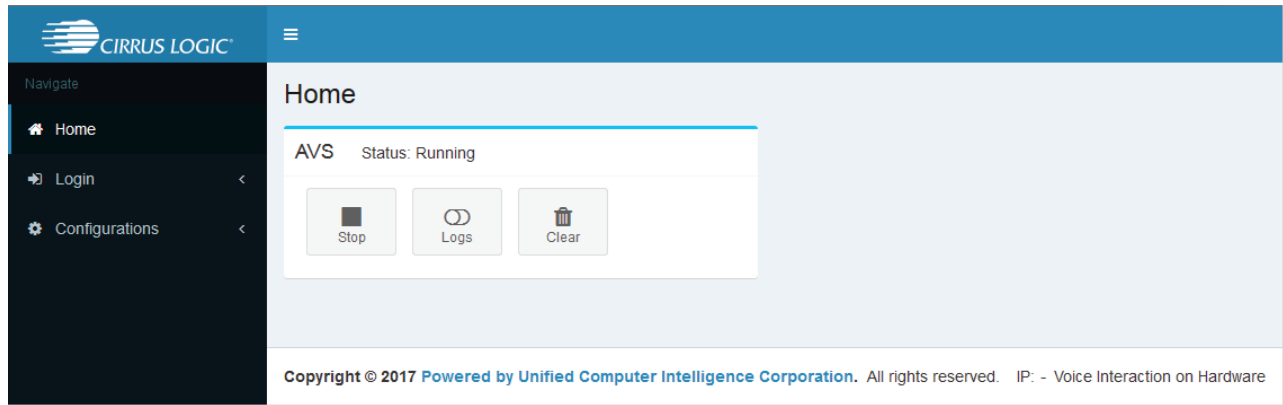 CIRRUS LOGIC®
Navigate
Home
Login
Configurations
Home
AVS Status: Running
Stop Logs Clear
Copyright © 2017 Powered by Unified Computer Intelligence Corporation. All rights reserved. IP: - Voice Interaction on Hardware